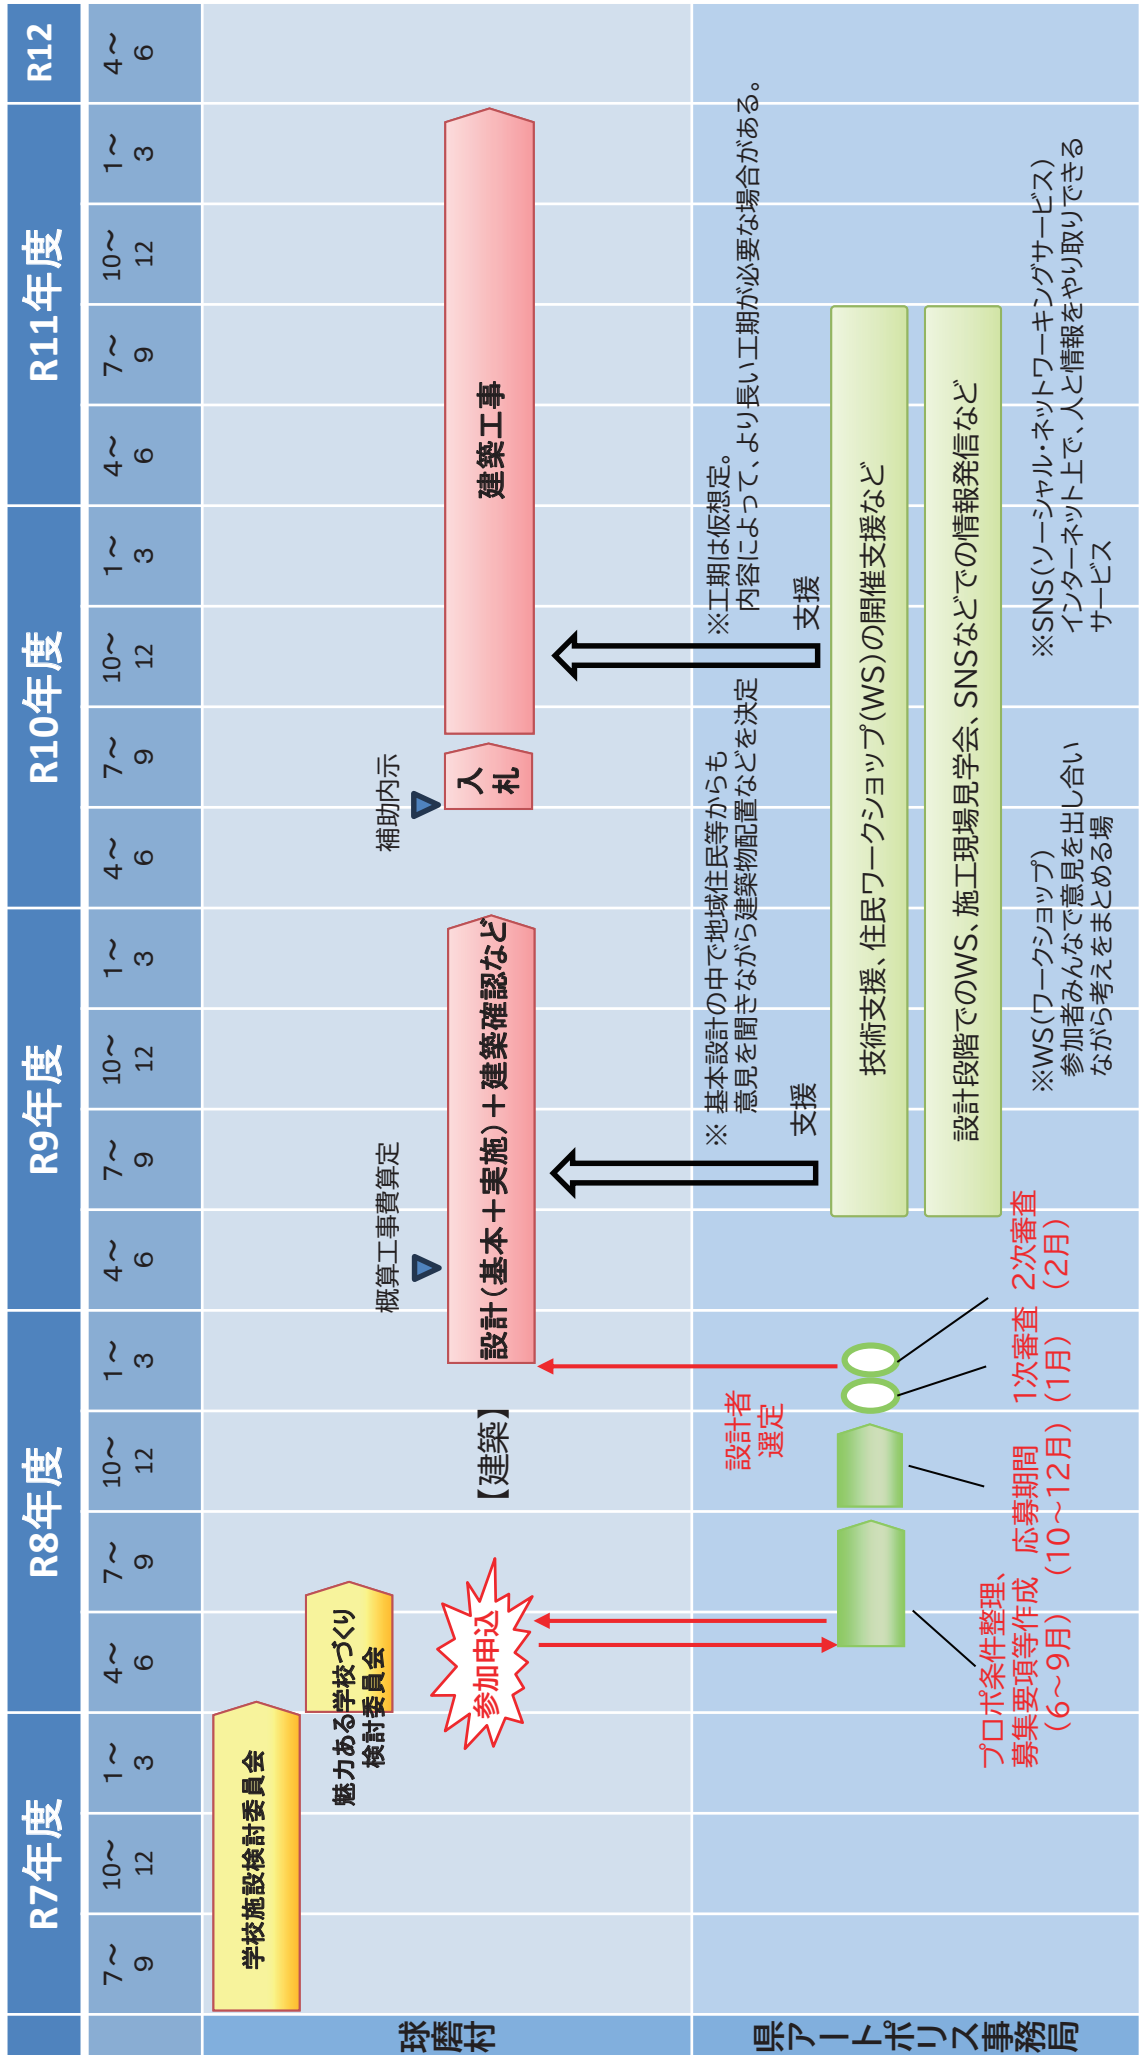 R7年度
R8年度
R9年度
R10年度
R11年度
R12
7～
9
10～
12
1～
3
4～
6
7～
9
10～
12
1～
3
4～
6
7～
9
10～
12
1～
3
4～
6
7～
9
10～
12
1～
3
4～
6
7～
9
10～
12
1～
3
4～
6
球磨村
学校施設検討委員会
魅力ある学校づくり
検討委員会
概算工事費算定
補助内示
参加申込
【建築】
設計(基本＋実施)＋建築確認など
入
札
建築工事
県アートポリス事務局
設計者
選定
※ 基本設計の中で地域住民等からも
意見を聞きながら建築物配置などを決定
※工期は仮想定。
内容によって、より長い工期が必要な場合がある。
支援
支援
技術支援、住民ワークショップ(WS)の開催支援など
設計段階でのWS、施工現場見学会、SNSなどでの情報発信など
プロポ条件整理、
募集要項等作成
(6～9月)
応募期間
(10～12月)
1次審査
(1月)
2次審査
(2月)
※WS(ワークショップ)
参加者みんなで意見を出し合い
ながら考えをまとめる場
※SNS(ソーシャル・ネットワーキングサービス)
インターネット上で、人と情報をやり取りできる
サービス